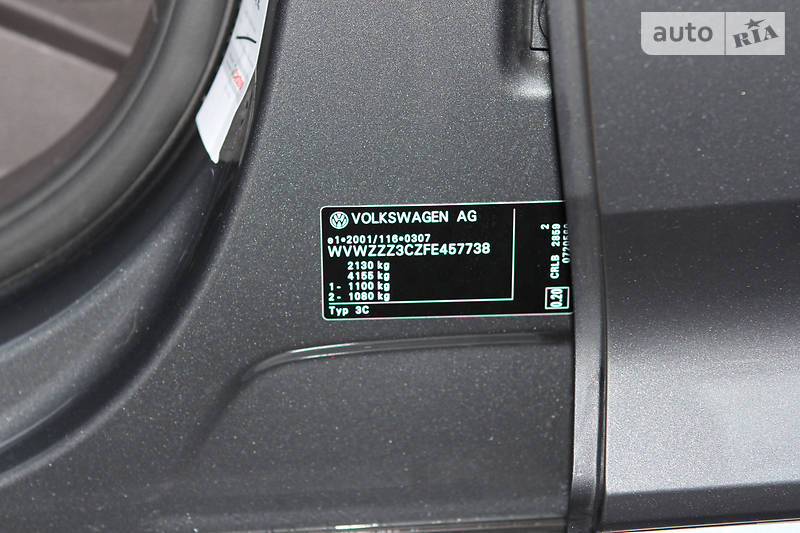 auto RIA
VOLKSWAGEN AG
e1*2001/116*0307
WVWZZZ3CZFE457738
2130 kg
4155 kg
1- 1100 kg
2- 1080 kg
Typ 3C
2
CRLB 2859
0.20